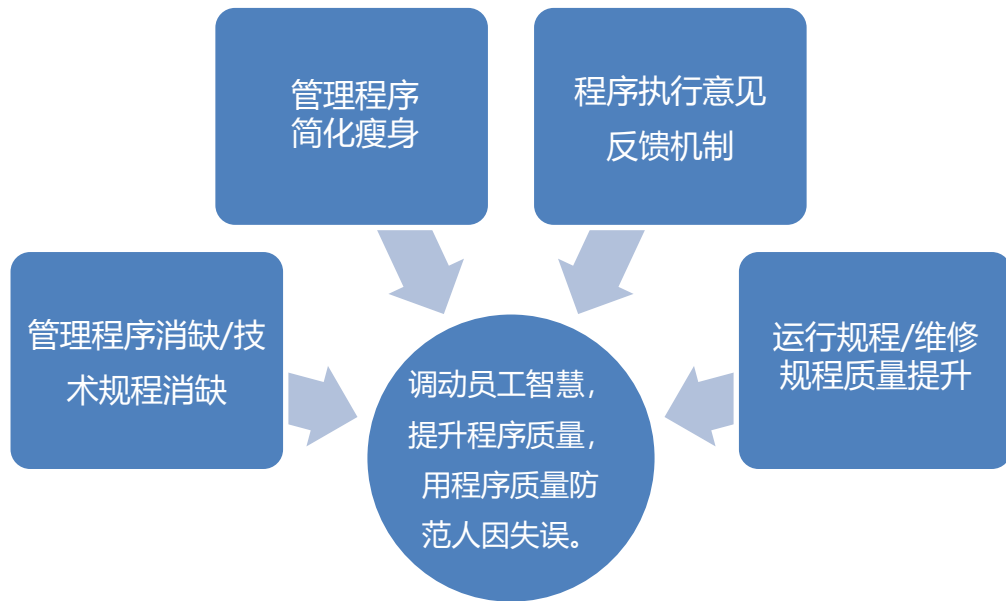 管理程序
简化瘦身
程序执行意见
反馈机制
管理程序消缺/技
术规程消缺
运行规程/维修
规程质量提升
调动员工智慧,
提升程序质量,
用程序质量防
范人因失误。